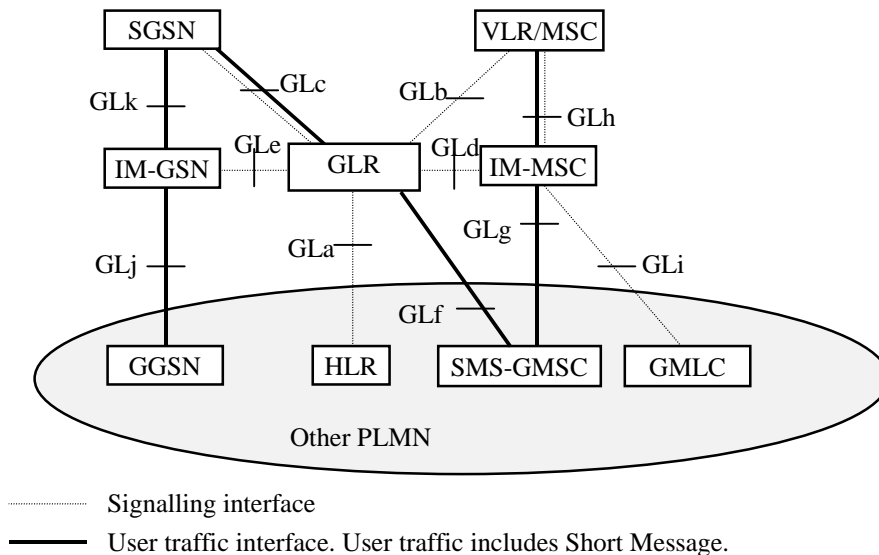 SGSN
VLR/MSC
GLc
GLb
GLk
GLh
GLe
GLd
IM-GSN
GLR
IM-MSC
GLg
GLa
GLj
GLi
GLf
GGSN
HLR
SMS-GMSC
GMLC
Other PLMN
Signalling interface
User traffic interface. User traffic includes Short Message.